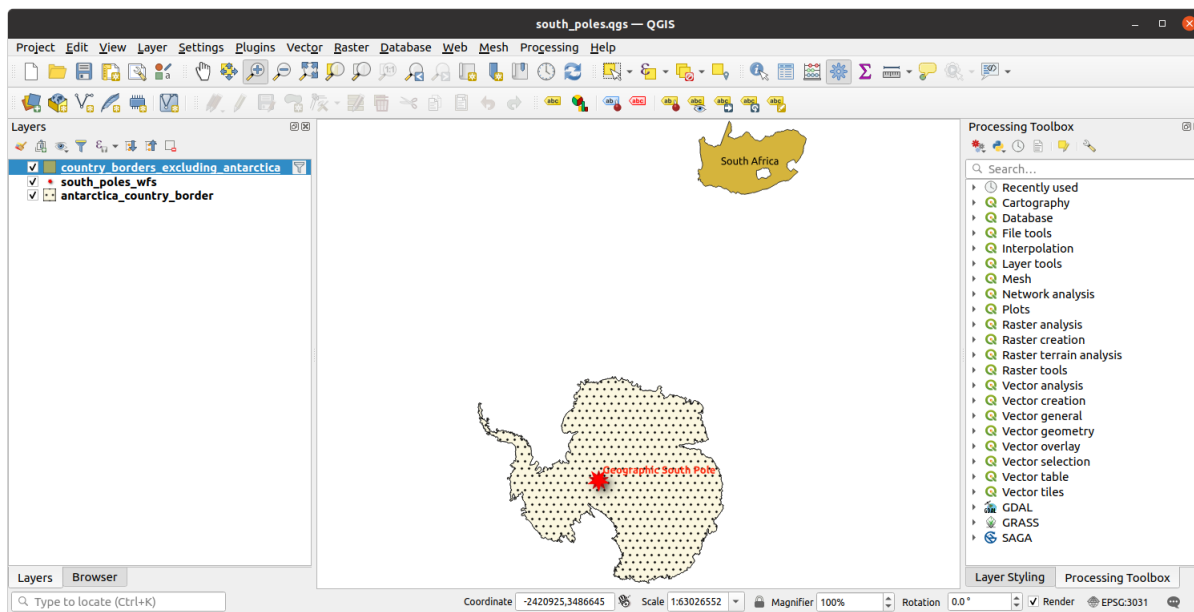 south_poles.qgs — QGIS
Project Edit View Layer Settings Plugins Vector Raster Database Web Mesh Processing Help
Layers
country_borders_excluding_antarctica
south_poles_wfs
antarctica_country_border
South Africa
Geographic South Pole
Processing Toolbox
Search...
Recently used
Cartography
Database
File tools
Interpolation
Layer tools
Mesh
Network analysis
Plots
Raster analysis
Raster creation
Raster terrain analysis
Raster tools
Vector analysis
Vector creation
Vector general
Vector geometry
Vector overlay
Vector selection
Vector table
Vector tiles
GDAL
GRASS
SAGA
Layers Browser
Layer Styling Processing Toolbox
Type to locate (Ctrl+K) Coordinate -2420925,3486645 Scale 1:63026552 Magnifier 100% Rotation 0.0° Render EPSG:3031